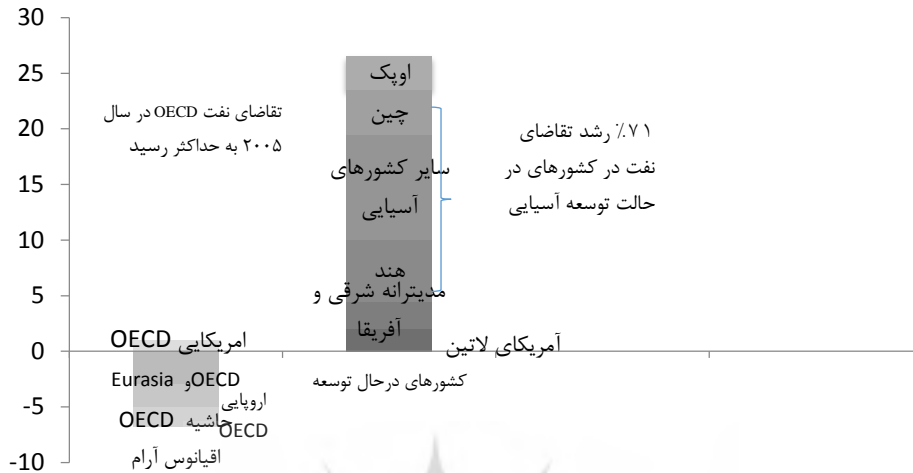 30
25
20
15
10
5
0
-5
-10
اوپک
چین
سایر کشورهای
آسیایی
هند
مدیترانه شرقی و
آفریقا
آمریکای لاتین
کشورهای درحال توسعه
تقاضای نفت OECD در سال
۲۰۰۵ به حداکثر رسید
۷۱٪ رشد تقاضای
نفت در کشورهای در
حالت توسعه آسیایی
امریکایی OECD
OECDو Eurasia
اروپایی
حاشیه OECD
OECD
اقیانوس آرام